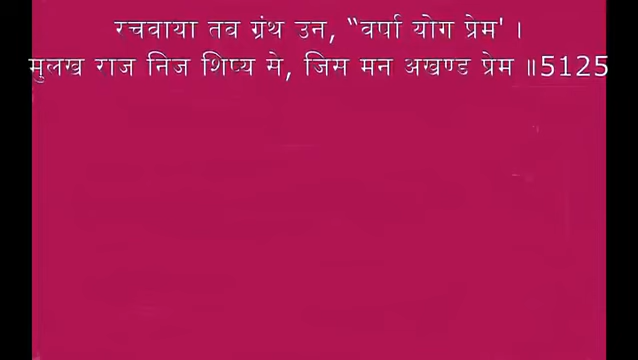 रचवाया तब ग्रंथ उन, “वर्षा योग प्रेम' ।
मुलख राज निज शिष्य से, जिस मन अखण्ड प्रेम ॥5125